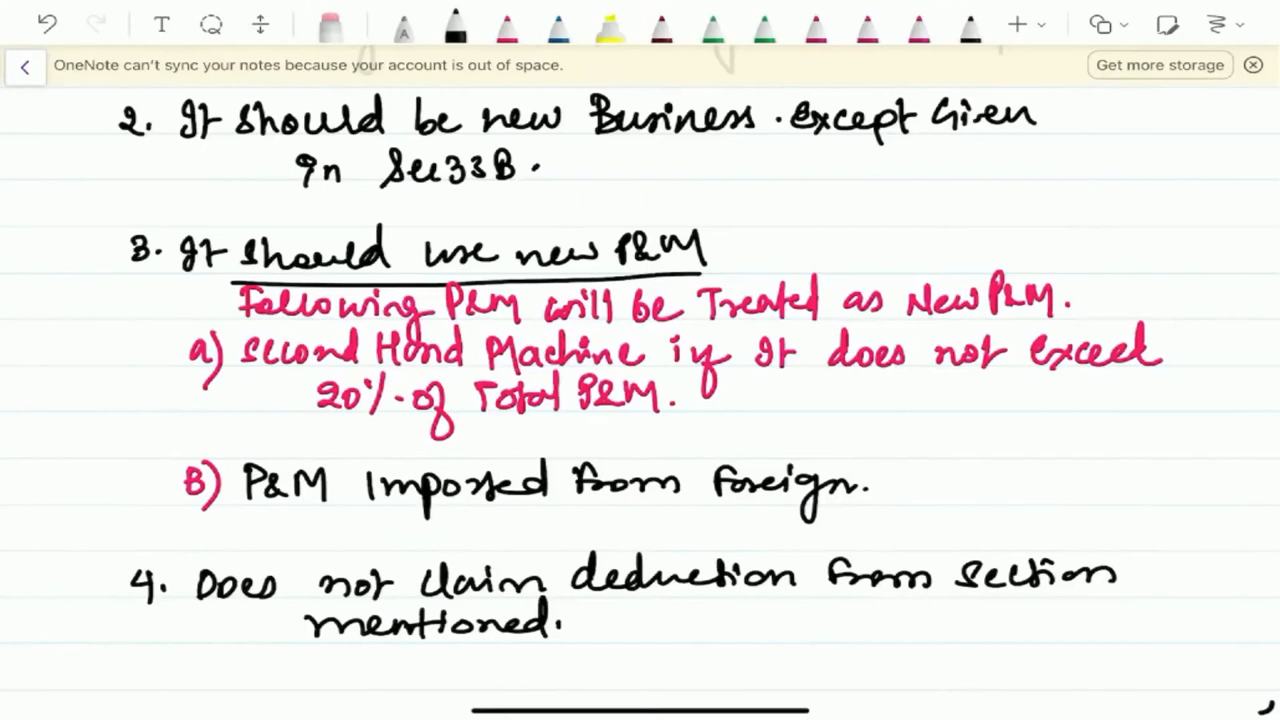 OneNote can't sync your notes because your account is out of space.
Get more storage
2. It should be new Business. Except Given
in Sec33B.
3. It should use new P&M
Following P&M will be Treated as New P&M.
a) Second Hand Machine if It does not exceed
20% of Total P&M.
B) P&M Imported from foreign.
4. Does not claim deduction from section
mentioned.